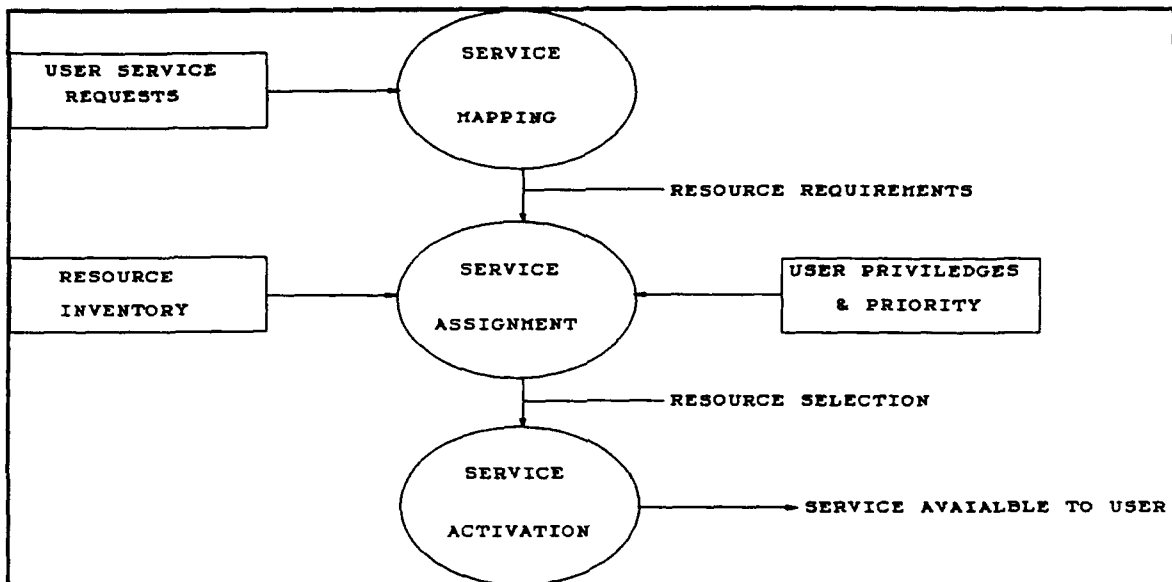 USER SERVICE
REQUESTS
SERVICE
MAPPING
RESOURCE REQUIREMENTS
RESOURCE
INVENTORY
SERVICE
ASSIGNMENT
USER PRIVILEDGES
& PRIORITY
RESOURCE SELECTION
SERVICE
ACTIVATION
SERVICE AVAIALBLE TO USER